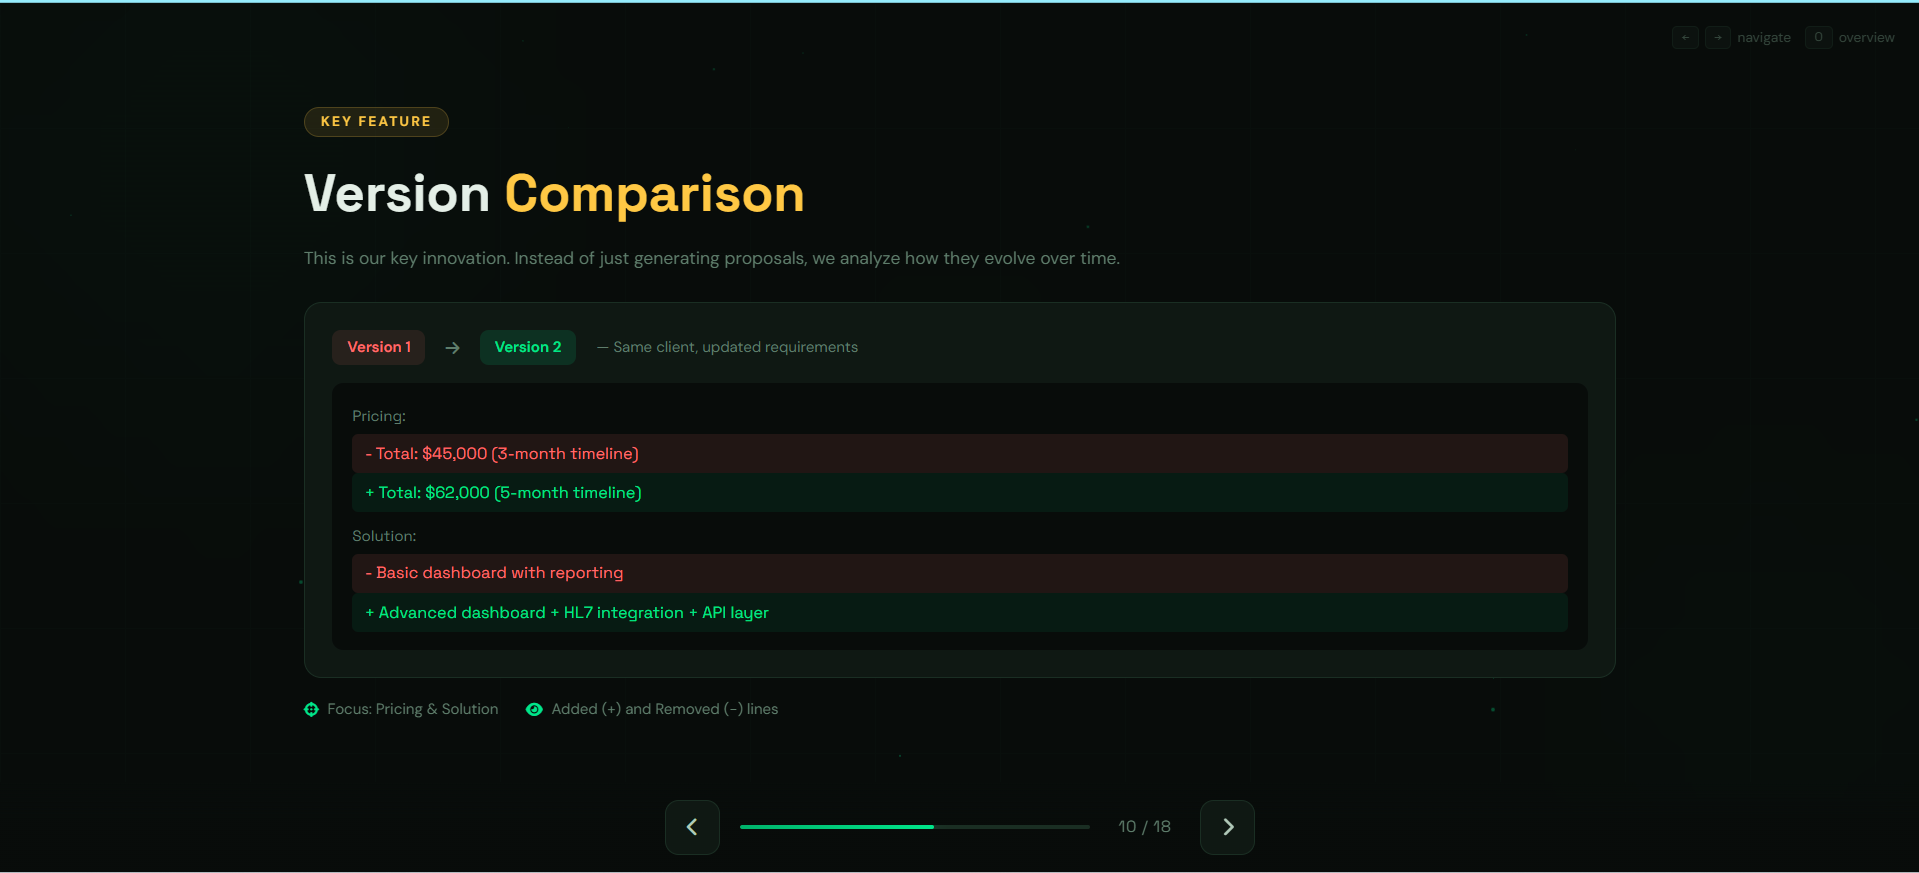 ← → navigate O overview
KEY FEATURE
Version Comparison
This is our key innovation. Instead of just generating proposals, we analyze how they evolve over time.
Version 1 → Version 2 — Same client, updated requirements
Pricing:
- Total: $45,000 (3-month timeline)
+ Total: $62,000 (5-month timeline)
Solution:
- Basic dashboard with reporting
+ Advanced dashboard + HL7 integration + API layer
Focus: Pricing & Solution Added (+) and Removed (-) lines
10 / 18